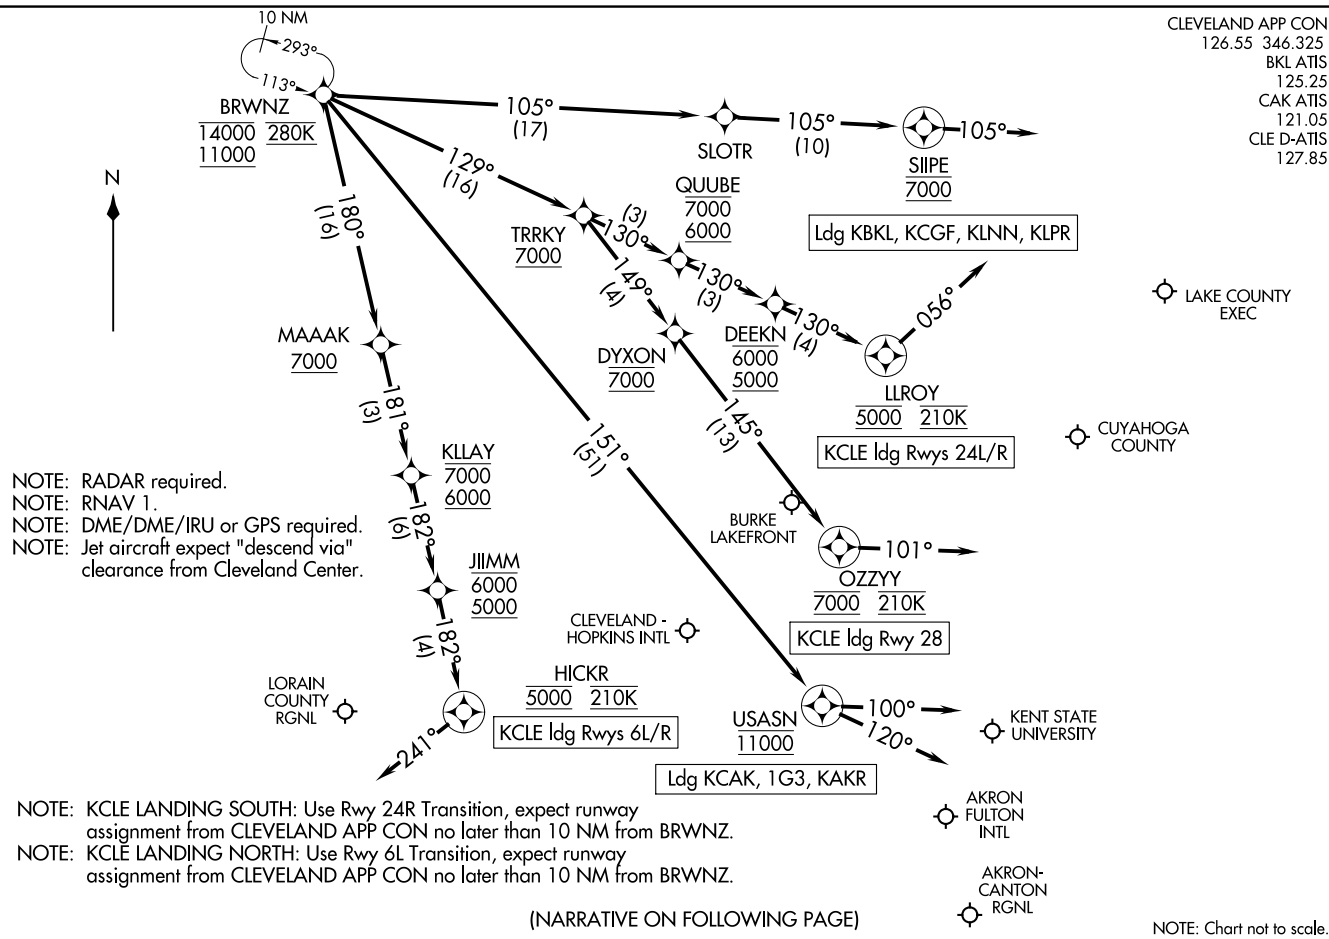 10 NM
293°
113°
BRWNZ
14000 280K
11000
N
105°
(17)
SLOTR
105°
(10)
105°
SIIPE
7000
Ldg KBKL, KCGF, KLNN, KLPR
CLEVELAND APP CON
126.55 346.325
BKL ATIS
125.25
CAK ATIS
121.05
CLE D-ATIS
127.85
129°
(16)
TRRKY
7000
(3)
130°
QUUBE
7000
6000
130°
(3)
DEEKN
6000
5000
130°
(4)
LLROY
5000 210K
KCLE ldg Rwys 24L/R
056°
LAKE COUNTY
EXEC
CUYAHOGA
COUNTY
149°
(4)
DYXON
7000
145°
(13)
BURKE
LAKEFRONT
OZZYY
7000 210K
KCLE ldg Rwy 28
101°
180°
(16)
MAAAK
7000
181°
(3)
KLLAY
7000
6000
182°
(6)
JIIMM
6000
5000
182°
(4)
HICKR
5000 210K
KCLE ldg Rwys 6L/R
241°
151°
(51)
CLEVELAND -
HOPKINS INTL
LORAIN
COUNTY
RGNL
USASN
11000
Ldg KCAK, 1G3, KAKR
100°
120°
KENT STATE
UNIVERSITY
AKRON
FULTON
INTL
AKRON-
CANTON
RGNL
NOTE: RADAR required.
NOTE: RNAV 1.
NOTE: DME/DME/IRU or GPS required.
NOTE: Jet aircraft expect "descend via"
clearance from Cleveland Center.
NOTE: KCLE LANDING SOUTH: Use Rwy 24R Transition, expect runway
assignment from CLEVELAND APP CON no later than 10 NM from BRWNZ.
NOTE: KCLE LANDING NORTH: Use Rwy 6L Transition, expect runway
assignment from CLEVELAND APP CON no later than 10 NM from BRWNZ.
(NARRATIVE ON FOLLOWING PAGE)
NOTE: Chart not to scale.